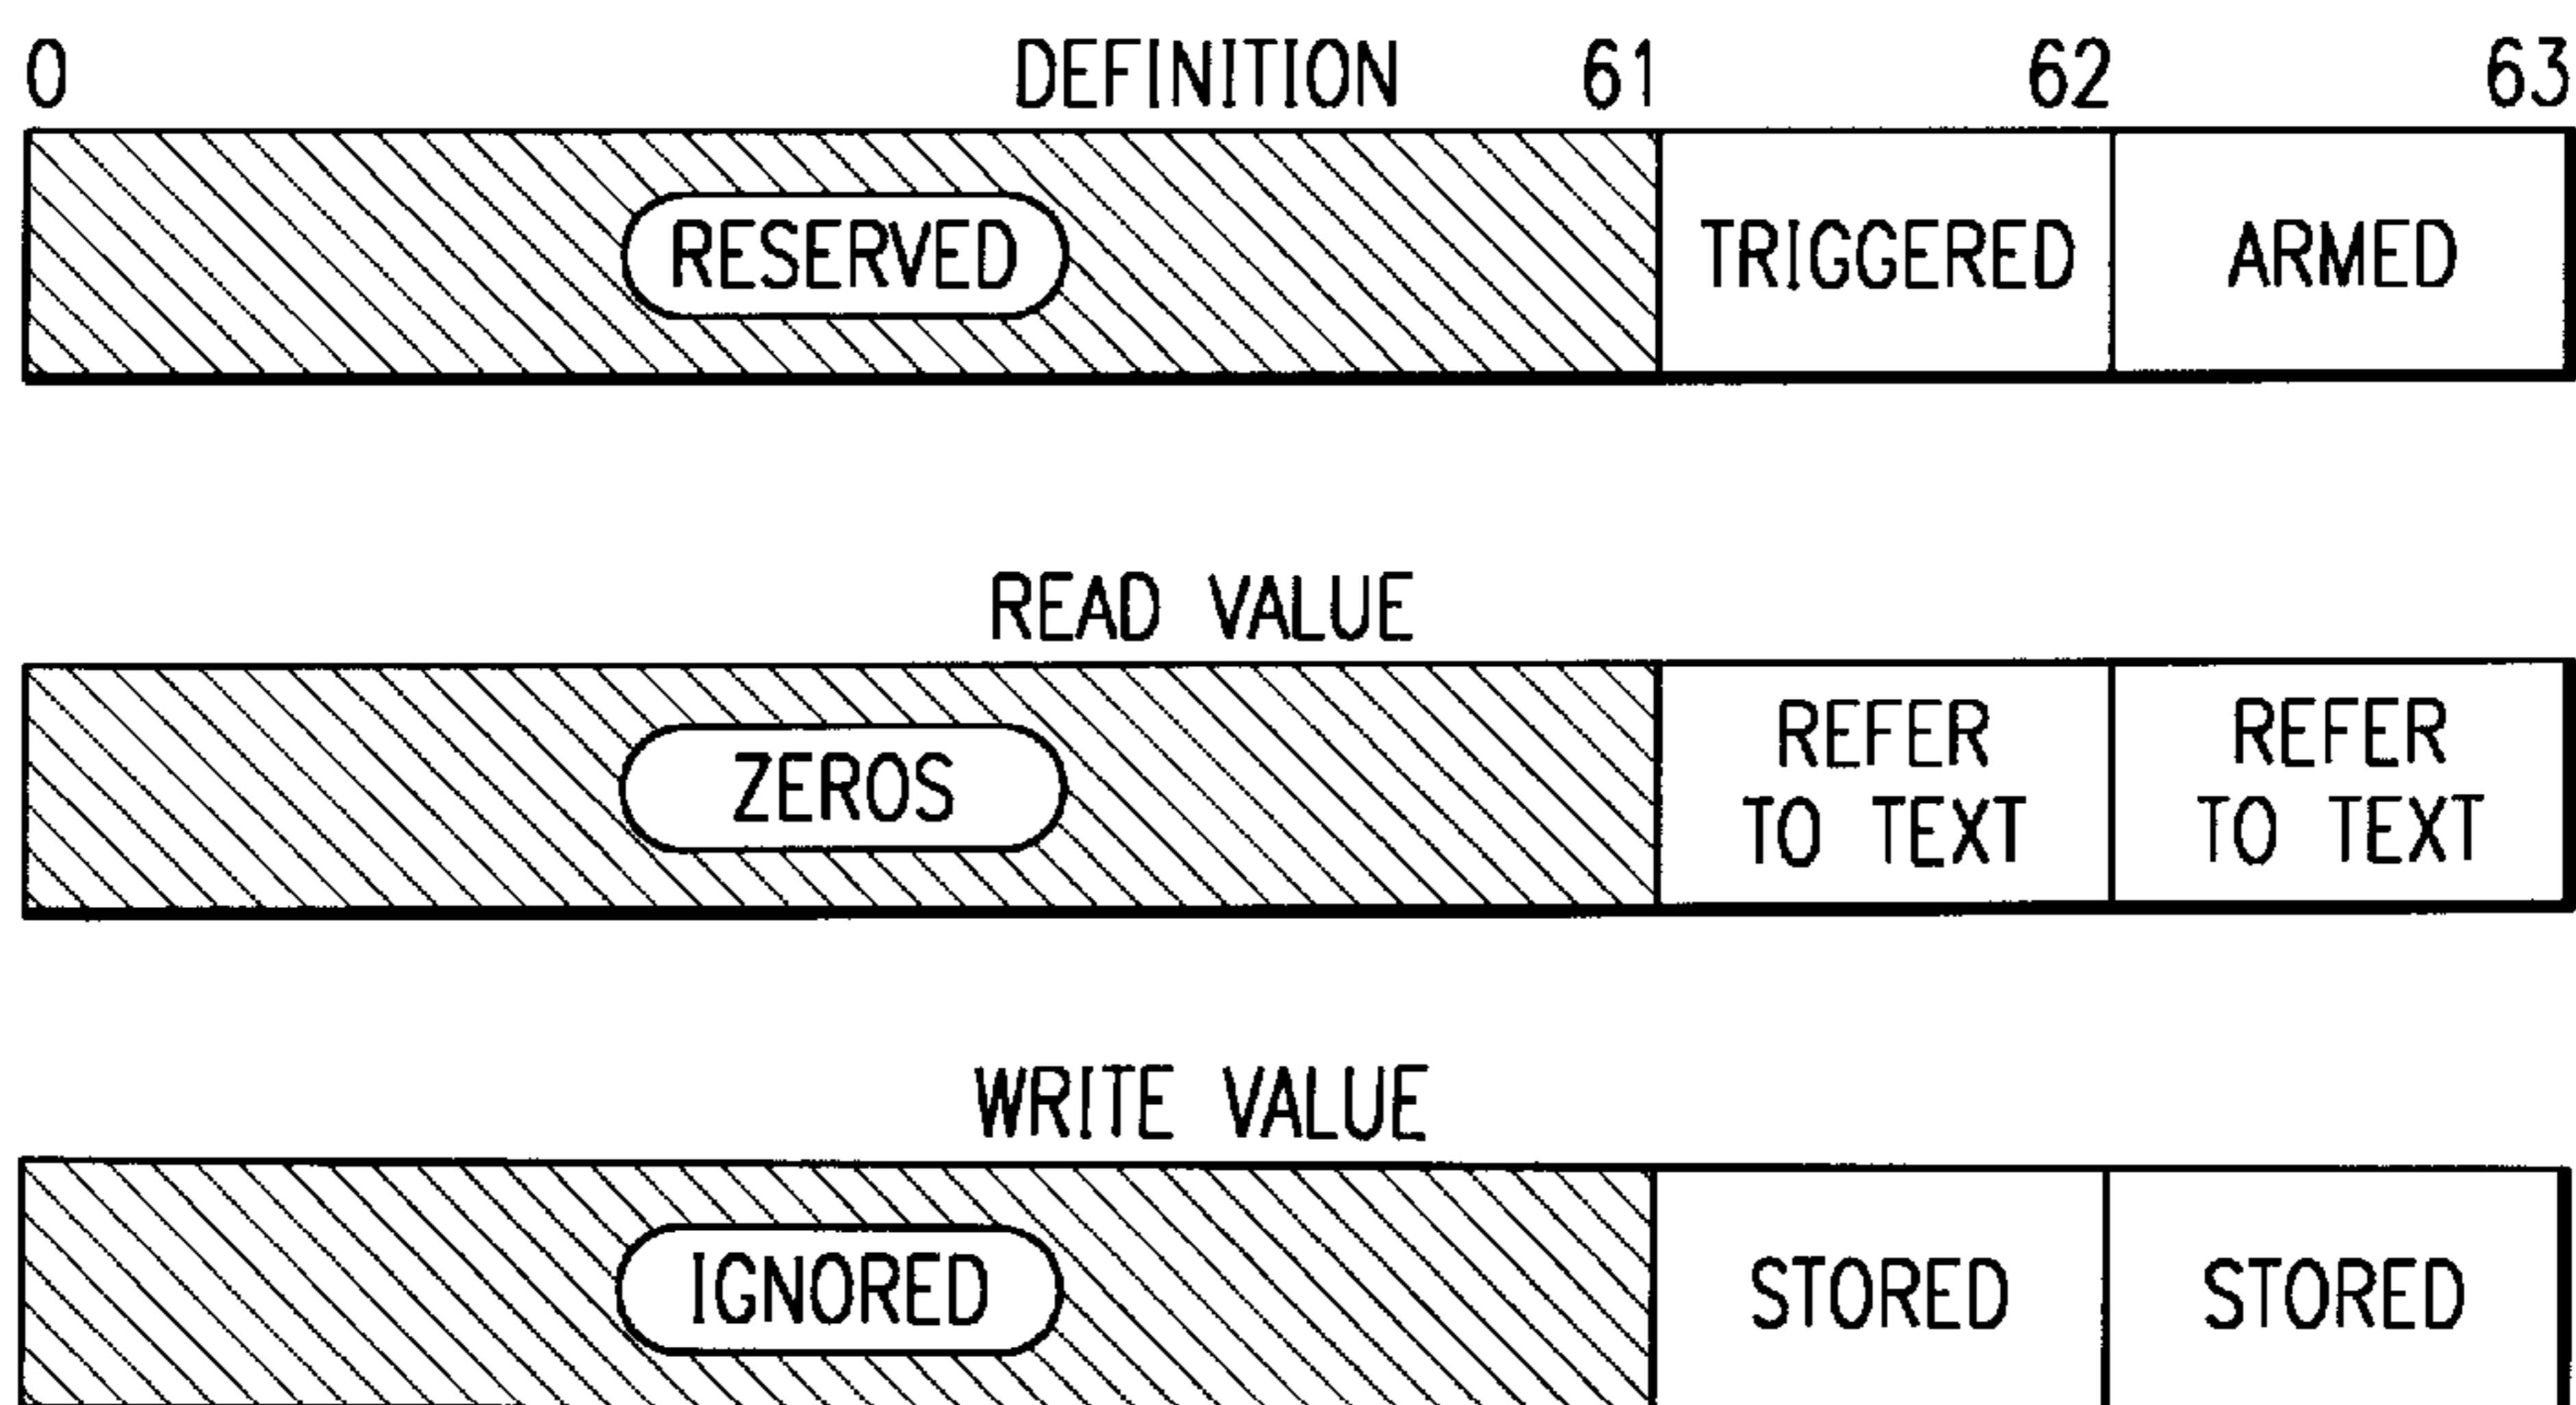 0 DEFINITION 61 62 63
RESERVED TRIGGERED ARMED
READ VALUE
ZEROS REFER TO TEXT REFER TO TEXT
WRITE VALUE
IGNORED STORED STORED